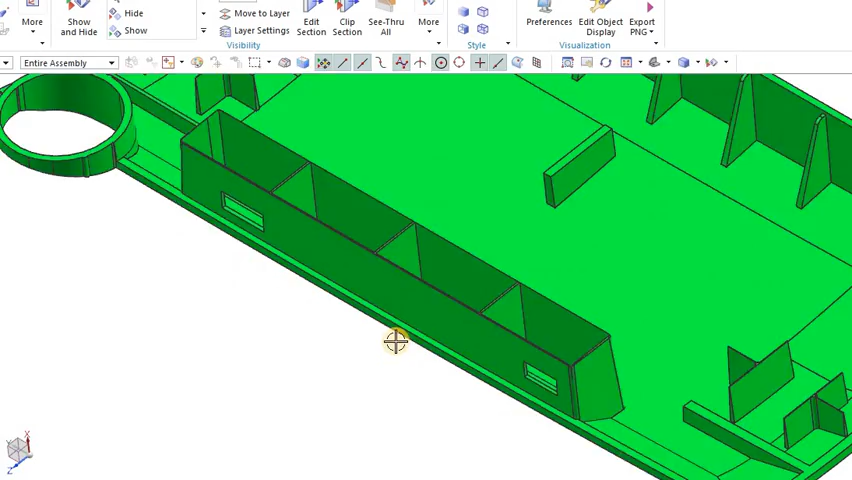 More
Show and Hide
Hide
Show
Move to Layer
Layer Settings
Visibility
Edit Section
Clip Section
See-Thru All
More
Style
Preferences
Edit Object Display
Export PNG
Visualization
Entire Assembly
X
Y
Z